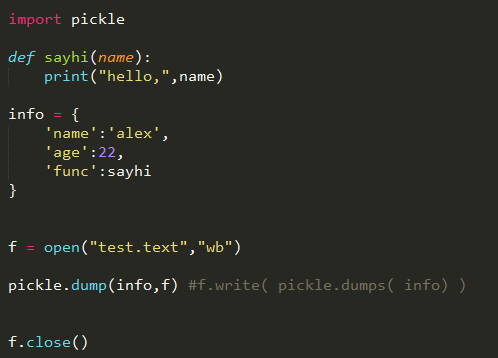 import pickle
def sayhi(name):
    print("hello,",name)
info = {
    'name':'alex',
    'age':22,
    'func':sayhi
}
f = open("test.text","wb")
pickle.dump(info,f) #f.write( pickle.dumps( info) )
f.close()